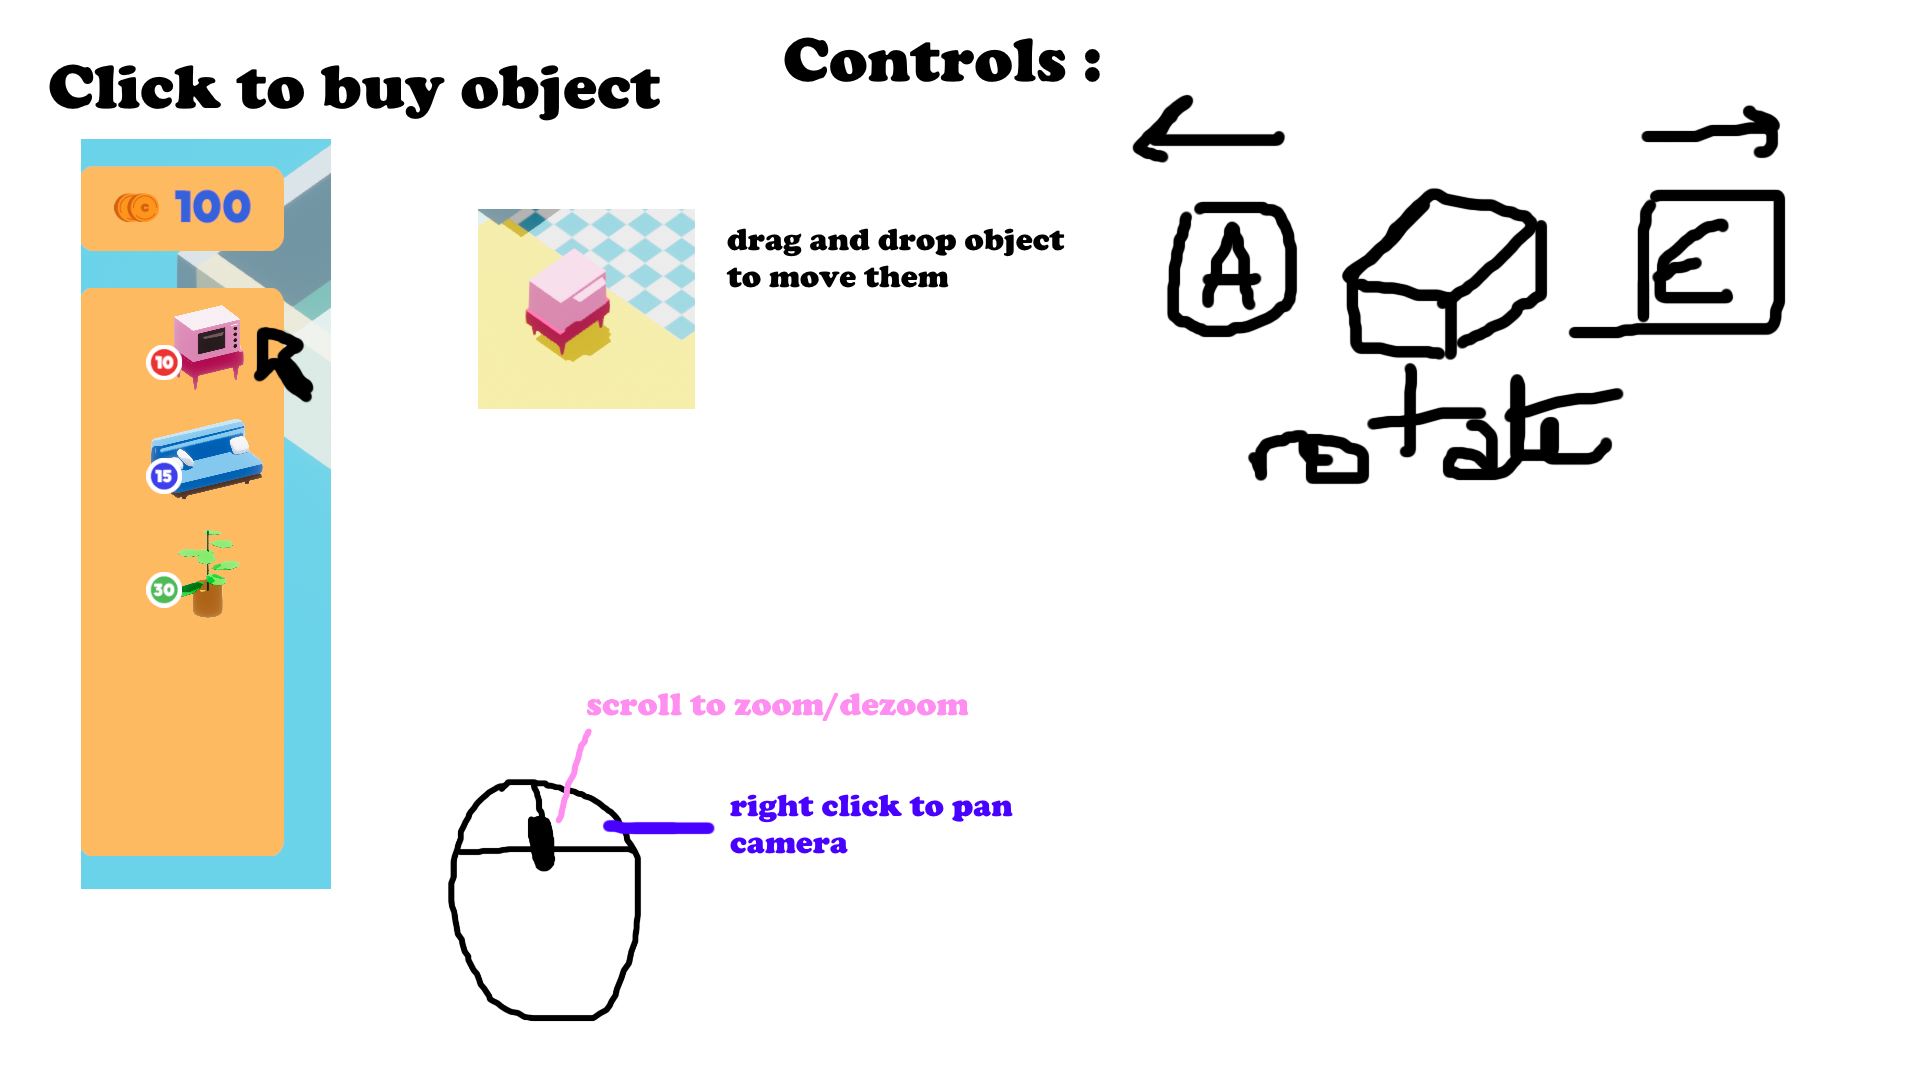 Controls :
Click to buy object
100
10
15
30
drag and drop object
to move them
A
E
rotate
scroll to zoom/dezoom
right click to pan
camera